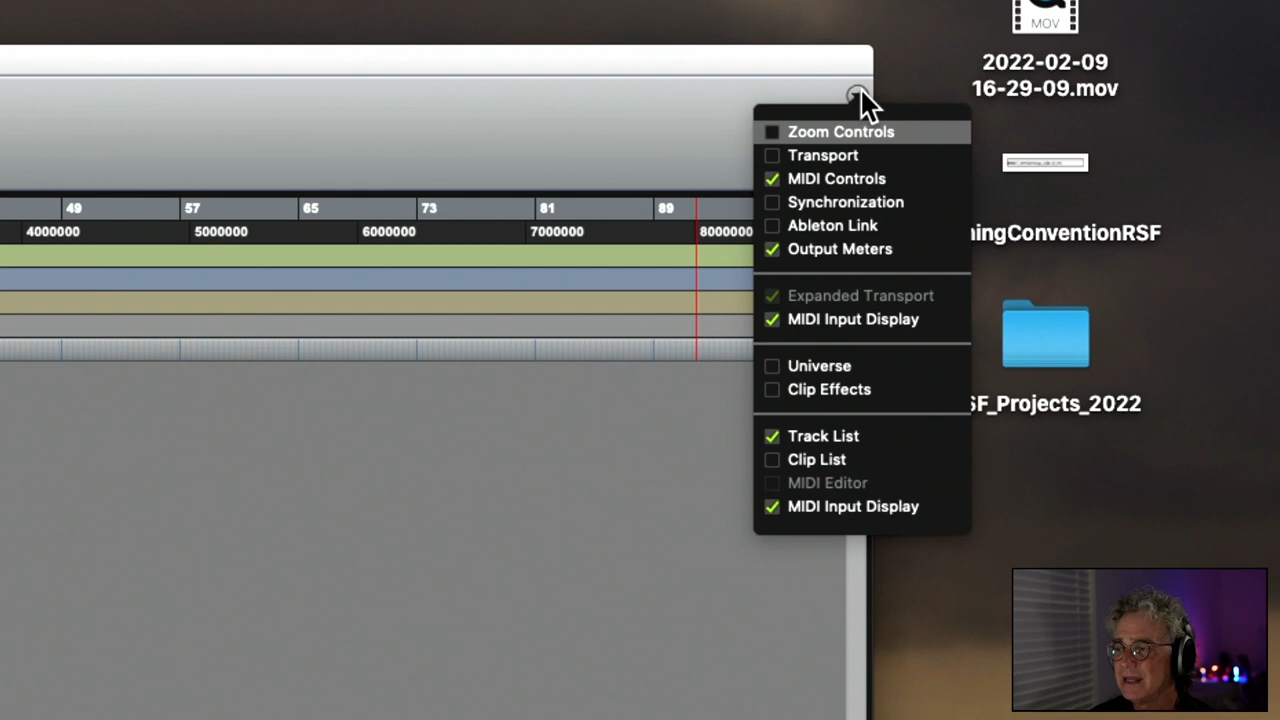 MOV
2022-02-09
16-29-09.mov
Zoom Controls
Transport
MIDI Controls
Synchronization
Ableton Link
Output Meters
Expanded Transport
MIDI Input Display
Universe
Clip Effects
Track List
Clip List
MIDI Editor
MIDI Input Display
49 57 65 73 81 89
4000000 5000000 6000000 7000000 8000000
ingConventionRSF
SF_Projects_2022